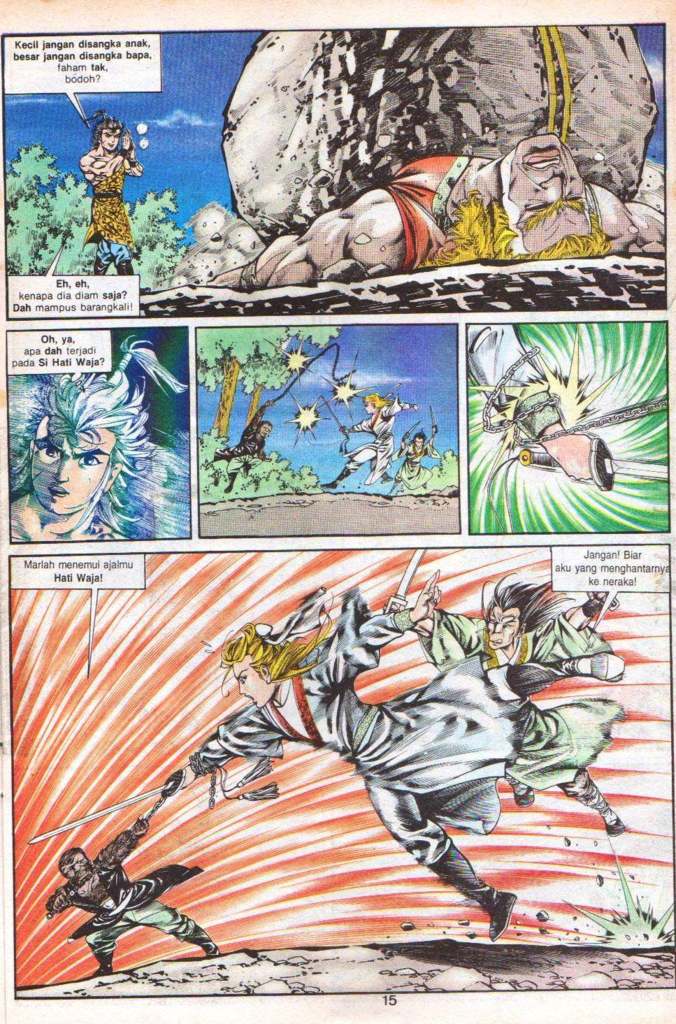 Kecil jangan disangka anak,
besar jangan disangka bapa,
faham tak,
bodoh?
Eh, eh,
kenapa dia diam saja?
Dah mampus barangkali!
Oh, ya,
apa dah terjadi
pada Si Hati Waja?
Marlah menemui ajalmu
Hati Waja!
Jangan! Biar
aku yang menghantarnya
ke neraka!
15